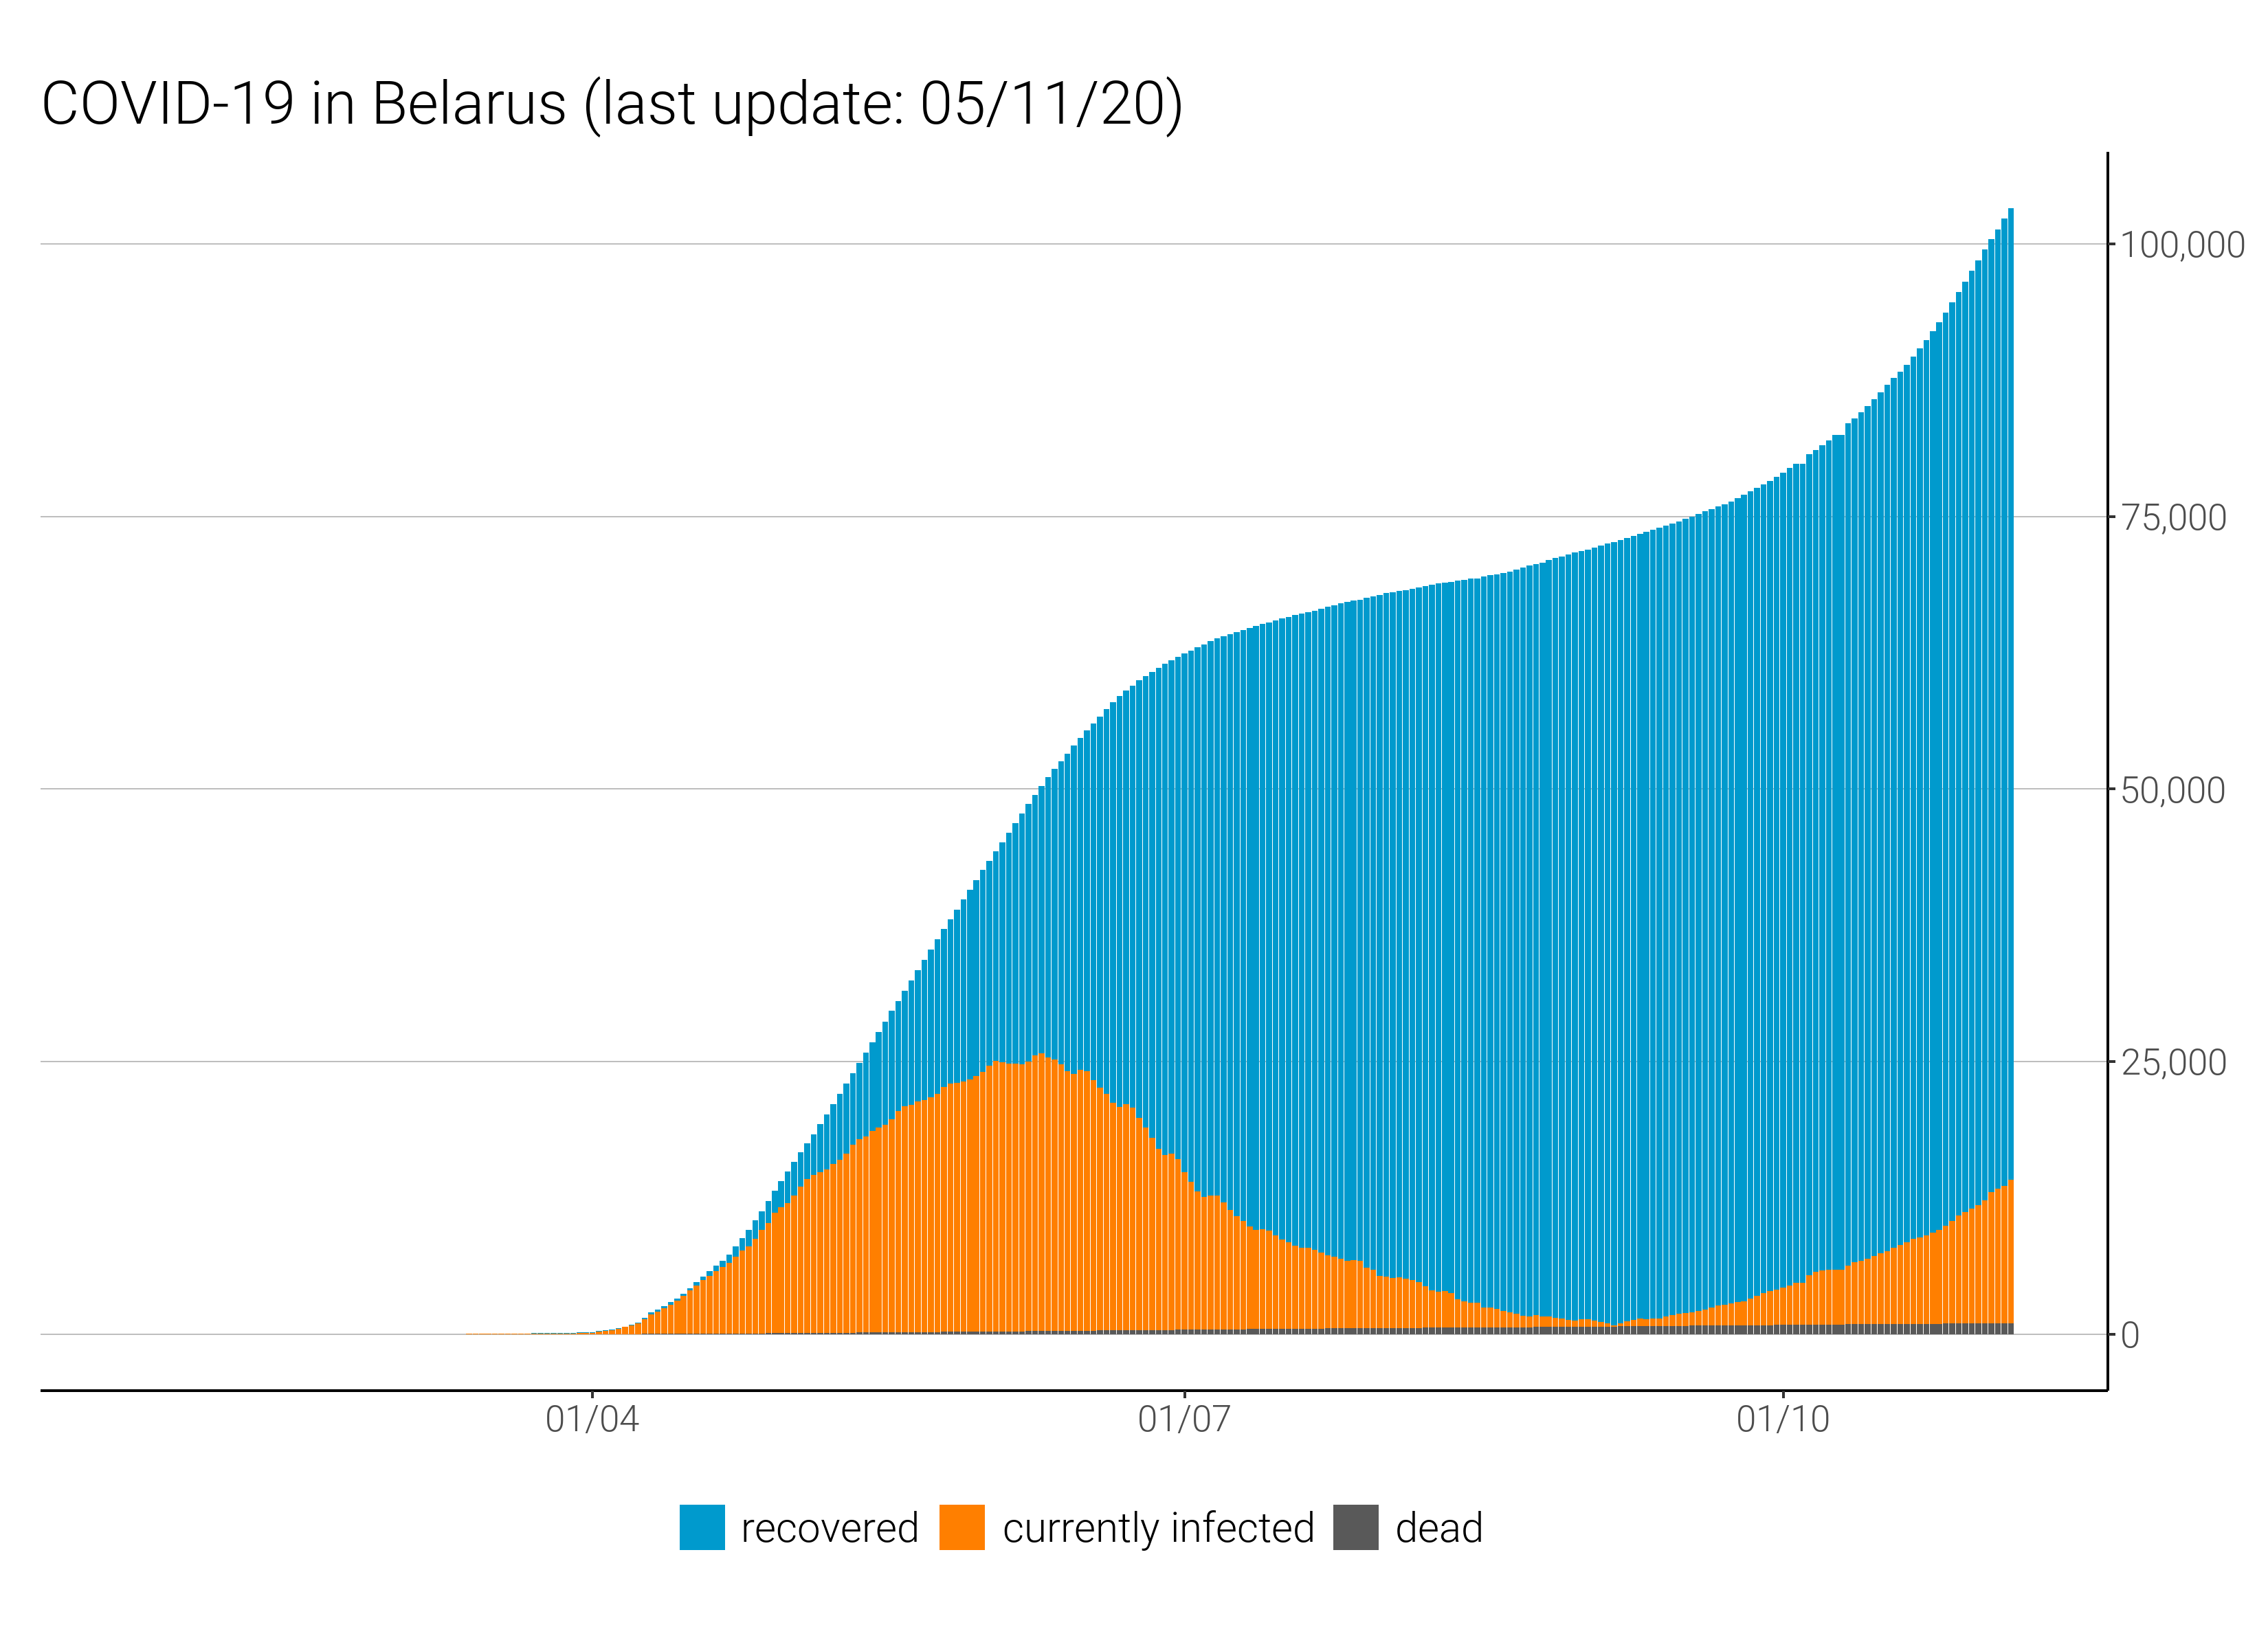 COVID-19 in Belarus (last update: 05/11/20)
100,000
75,000
50,000
25,000
0
01/04 01/07 01/10
recovered currently infected dead